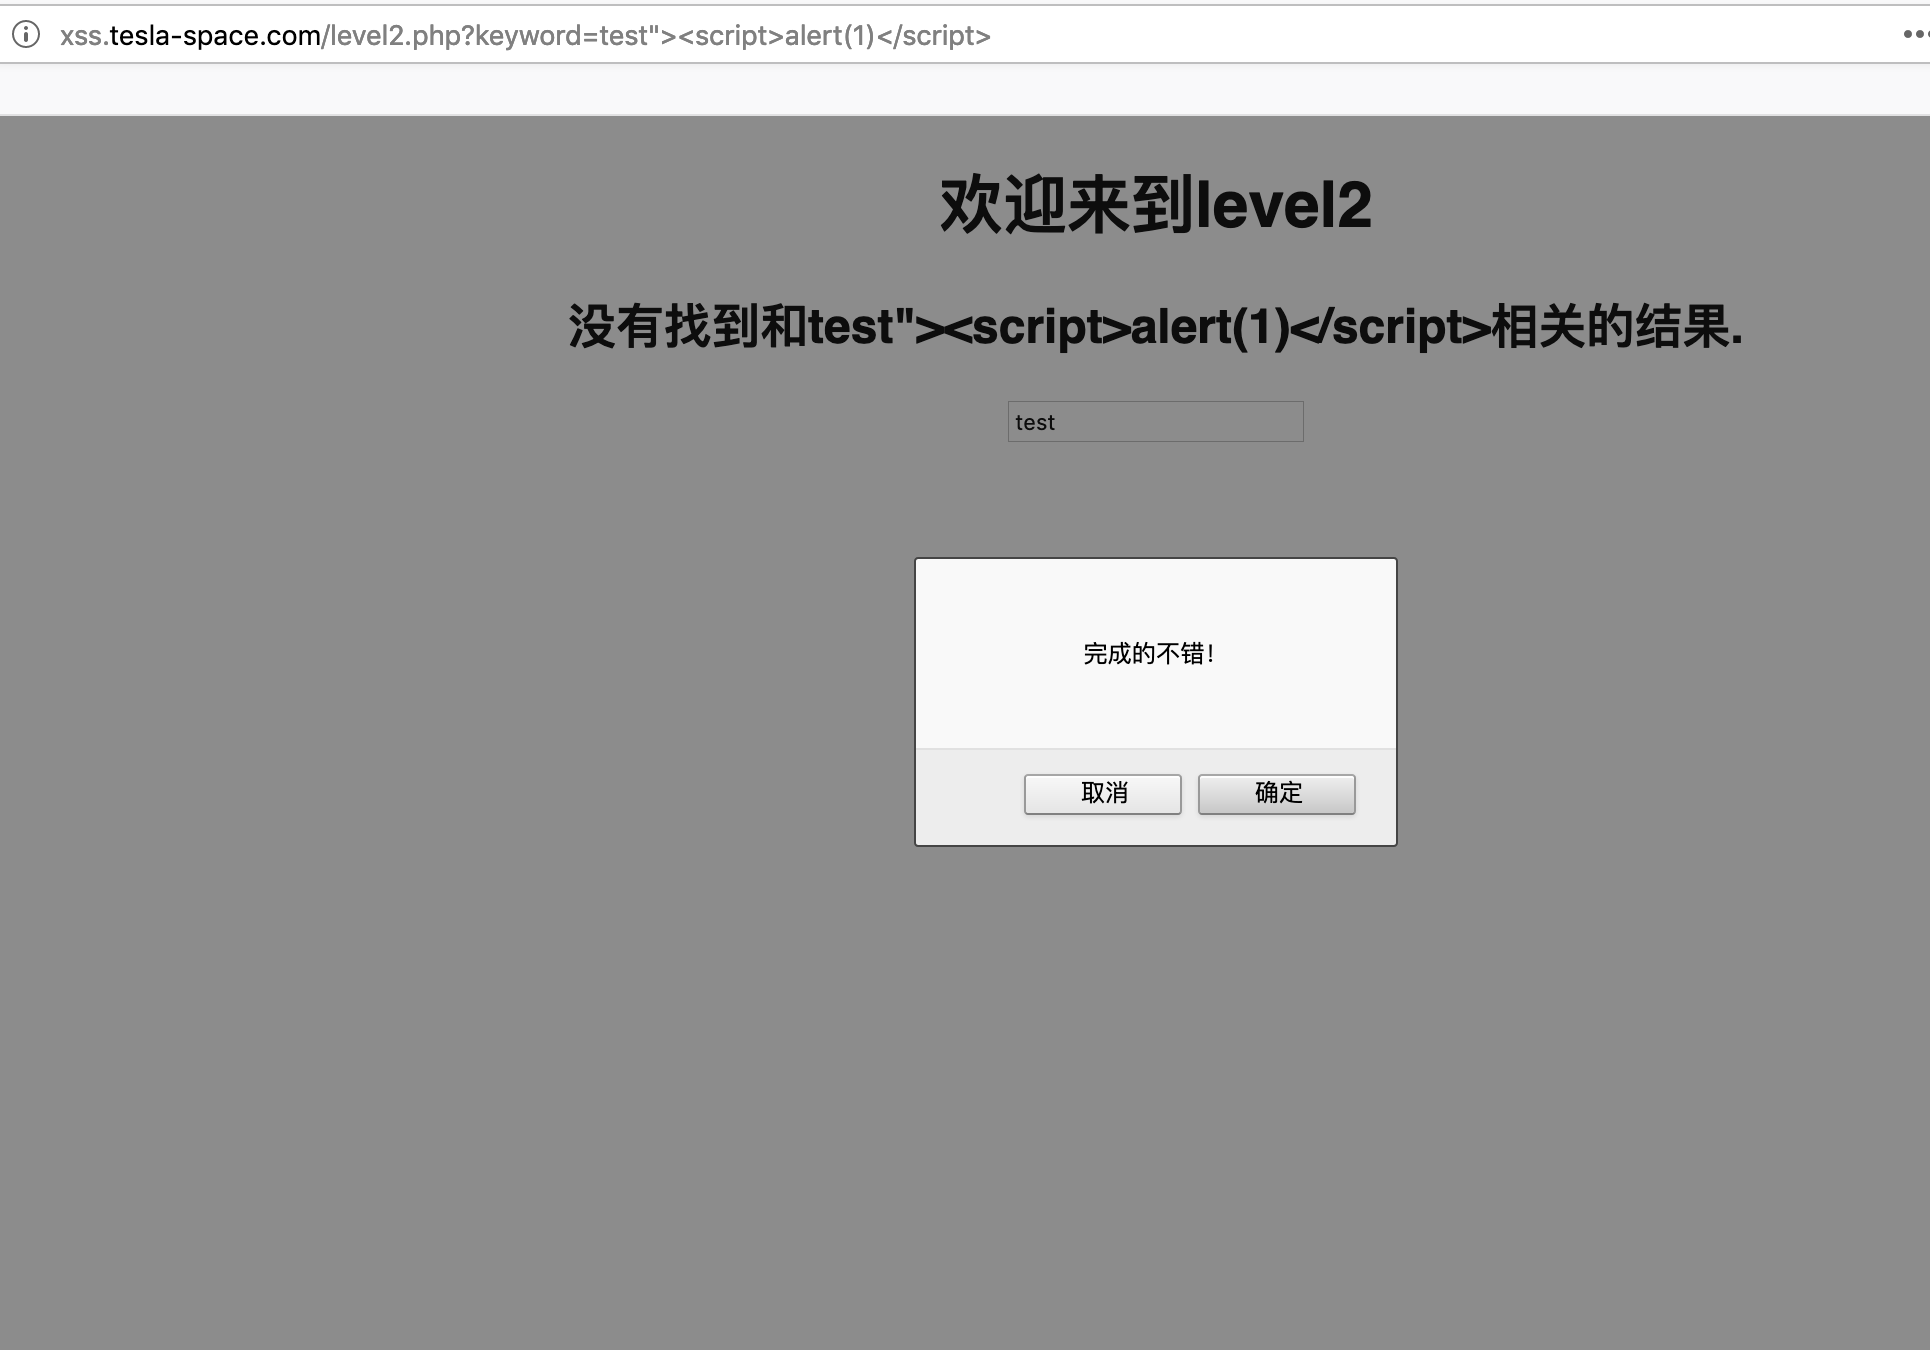 xss.tesla-space.com/level2.php?keyword=test"><script>alert(1)</script>
欢迎来到level2
没有找到和test"><script>alert(1)</script>相关的结果.
test
完成的不错！
取消
确定